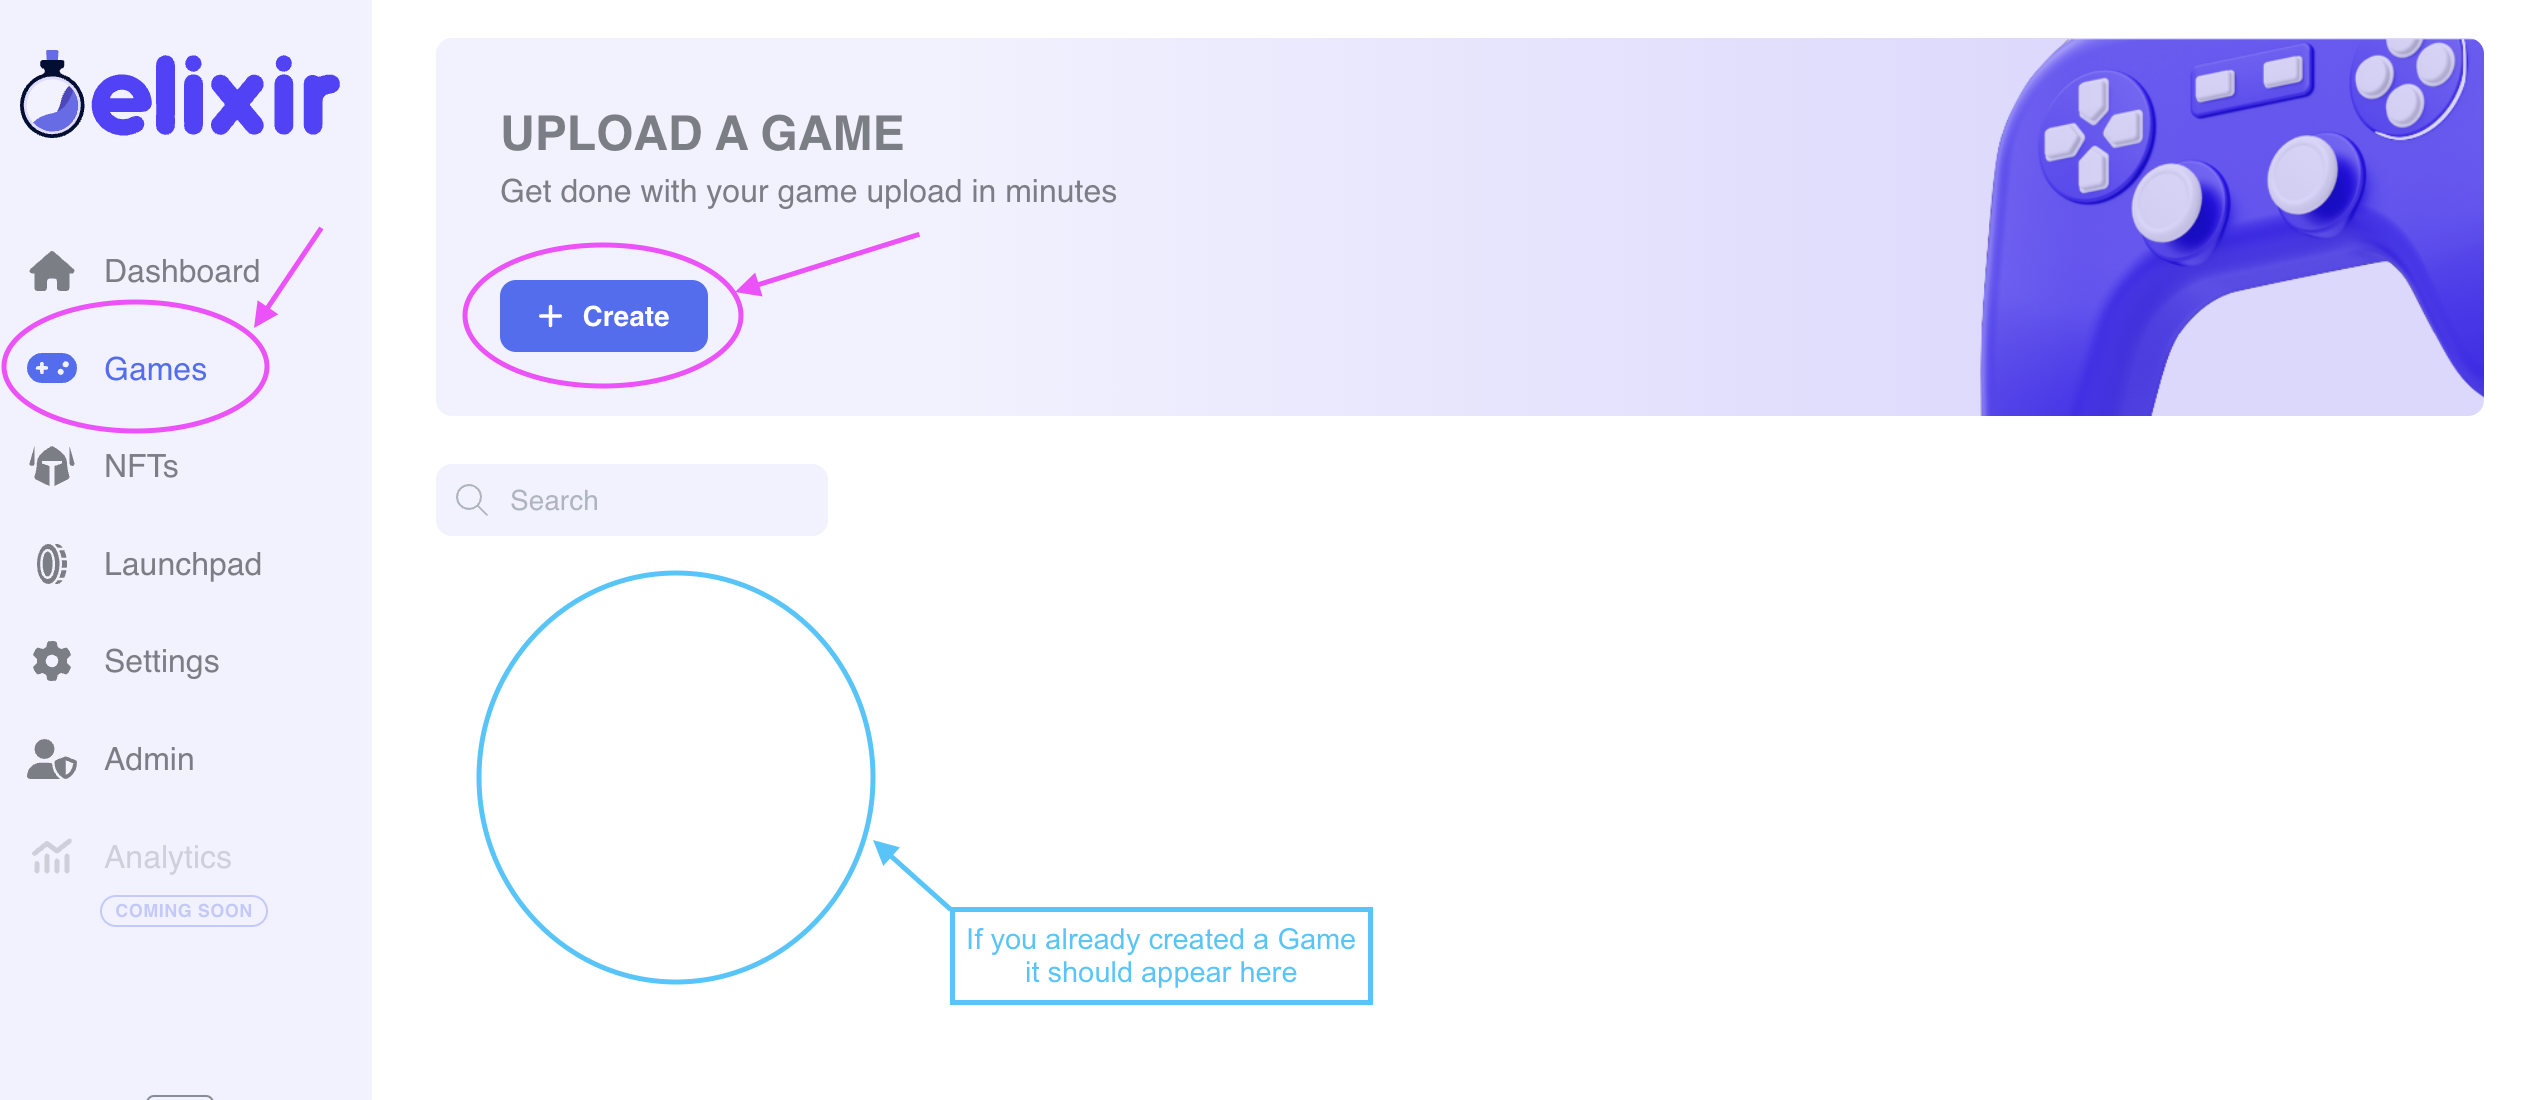 elixir
Dashboard
Games
NFTs
Launchpad
Settings
Admin
Analytics
COMING SOON
UPLOAD A GAME
Get done with your game upload in minutes
+ Create
Search
If you already created a Game
it should appear here